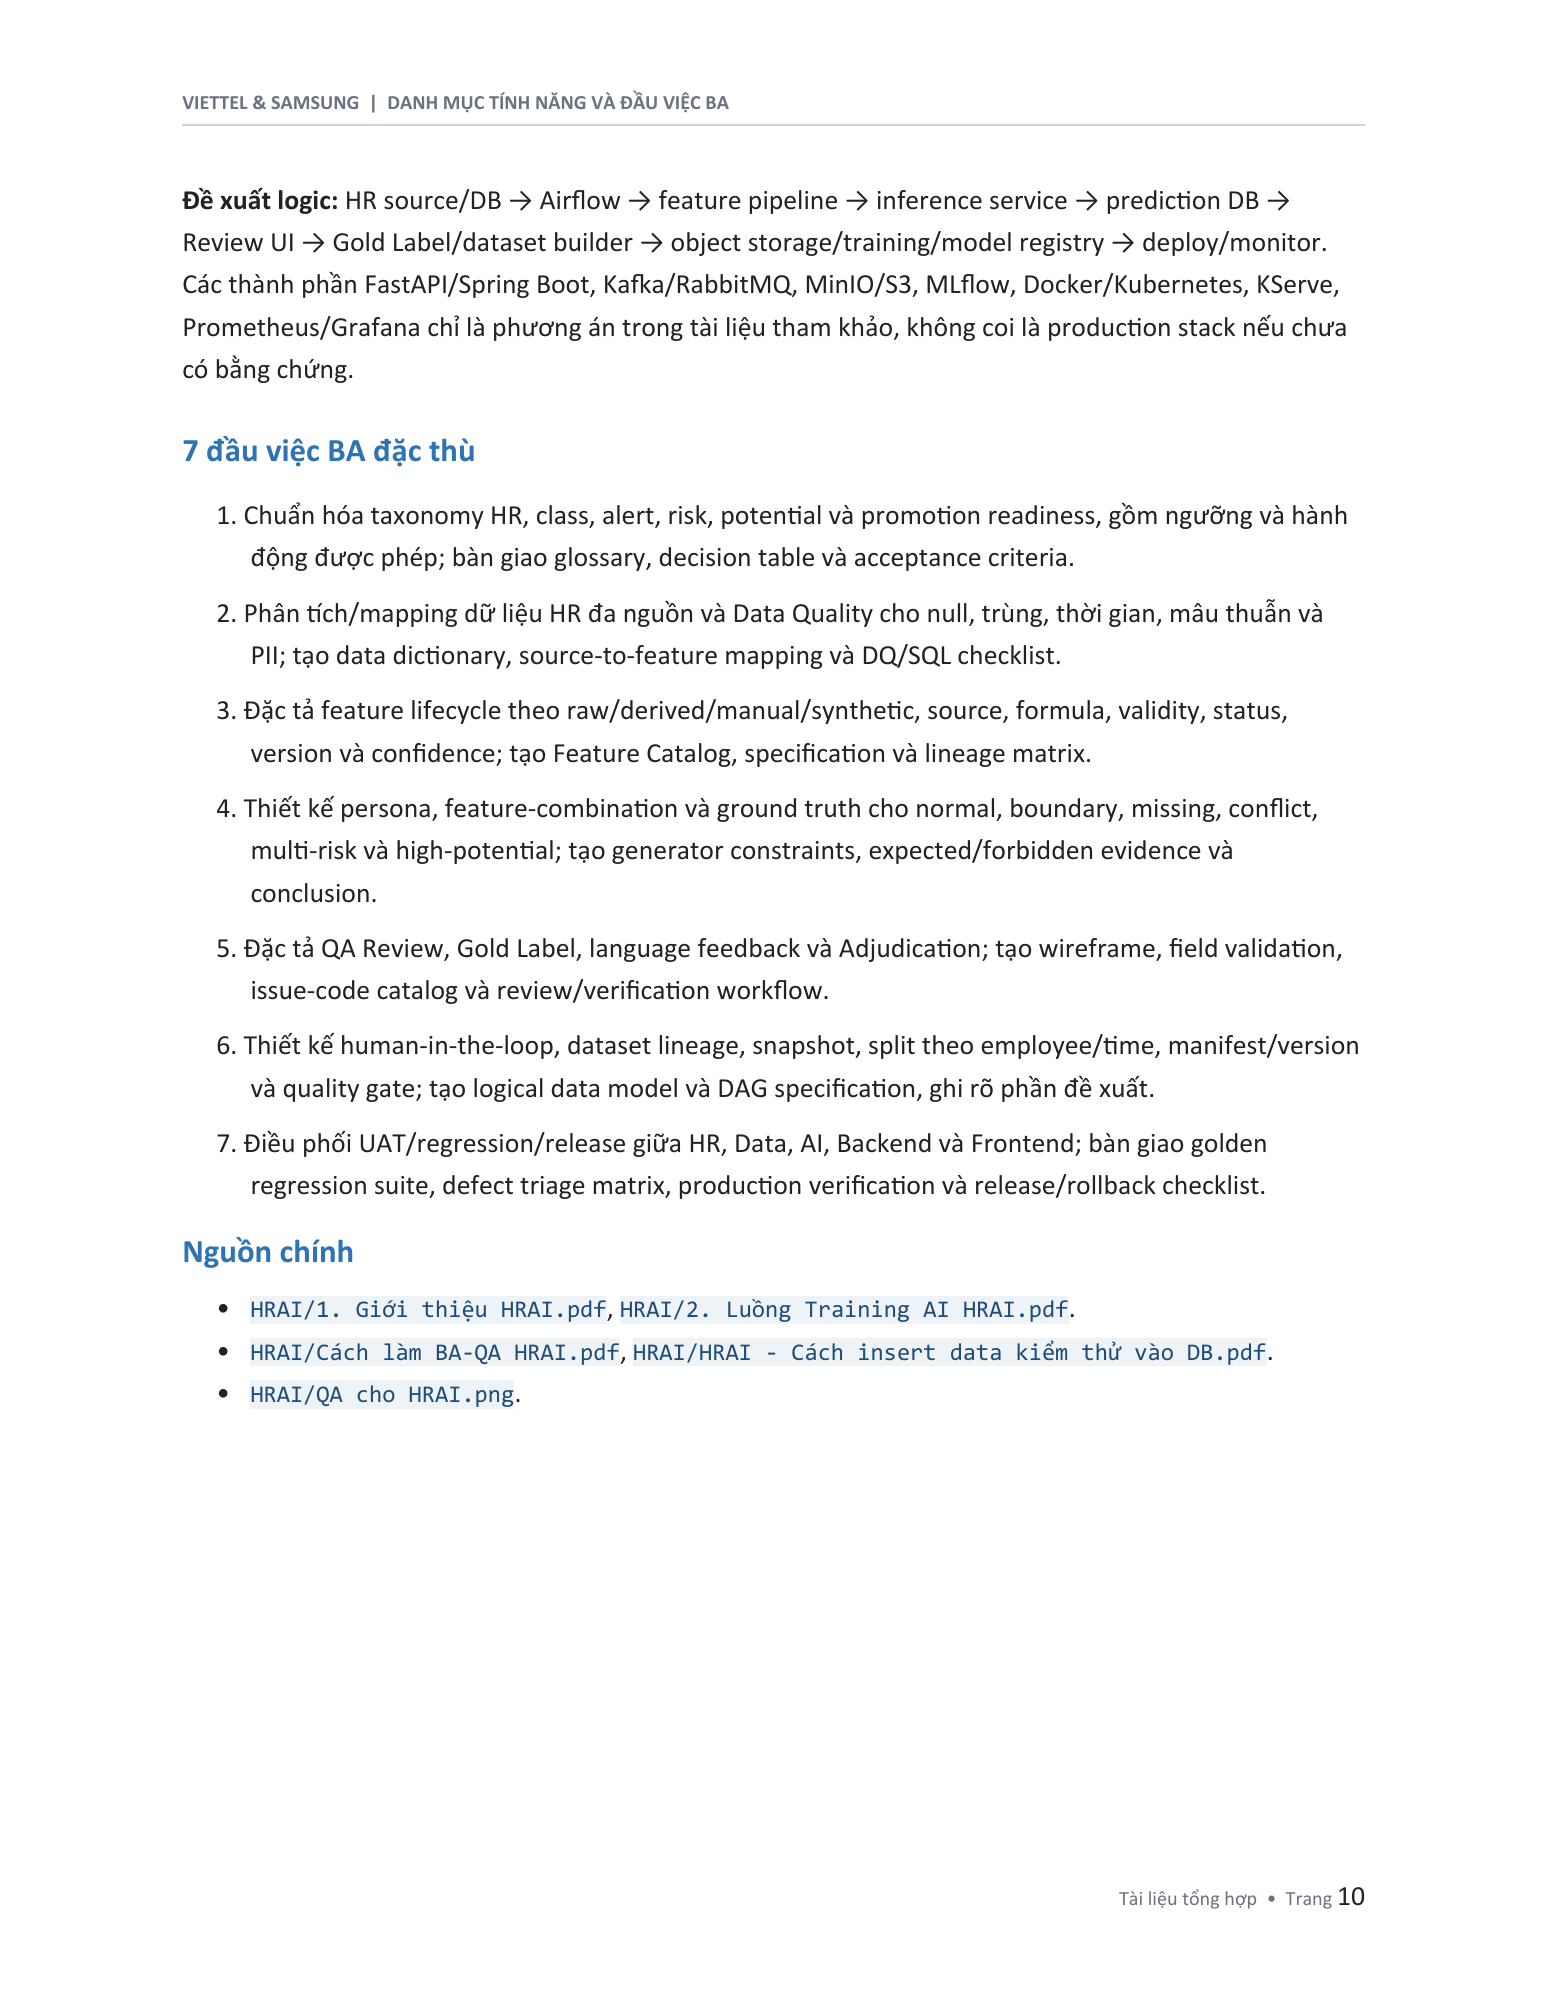 VIETTEL & SAMSUNG | DANH MỤC TÍNH NĂNG VÀ ĐẦU VIỆC BA
Đề xuất logic: HR source/DB → Airflow → feature pipeline → inference service → prediction DB →
Review UI → Gold Label/dataset builder → object storage/training/model registry → deploy/monitor.
Các thành phần FastAPI/Spring Boot, Kafka/RabbitMQ, MinIO/S3, MLflow, Docker/Kubernetes, KServe,
Prometheus/Grafana chỉ là phương án trong tài liệu tham khảo, không coi là production stack nếu chưa
có bằng chứng.
7 đầu việc BA đặc thù
1. Chuẩn hóa taxonomy HR, class, alert, risk, potential và promotion readiness, gồm ngưỡng và hành
động được phép; bàn giao glossary, decision table và acceptance criteria.
2. Phân tích/mapping dữ liệu HR đa nguồn và Data Quality cho null, trùng, thời gian, mâu thuẫn và
PII; tạo data dictionary, source-to-feature mapping và DQ/SQL checklist.
3. Đặc tả feature lifecycle theo raw/derived/manual/synthetic, source, formula, validity, status,
version và confidence; tạo Feature Catalog, specification và lineage matrix.
4. Thiết kế persona, feature-combination và ground truth cho normal, boundary, missing, conflict,
multi-risk và high-potential; tạo generator constraints, expected/forbidden evidence và
conclusion.
5. Đặc tả QA Review, Gold Label, language feedback và Adjudication; tạo wireframe, field validation,
issue-code catalog và review/verification workflow.
6. Thiết kế human-in-the-loop, dataset lineage, snapshot, split theo employee/time, manifest/version
và quality gate; tạo logical data model và DAG specification, ghi rõ phần đề xuất.
7. Điều phối UAT/regression/release giữa HR, Data, AI, Backend và Frontend; bàn giao golden
regression suite, defect triage matrix, production verification và release/rollback checklist.
Nguồn chính
• HRAI/1. Giới thiệu HRAI.pdf, HRAI/2. Luồng Training AI HRAI.pdf.
• HRAI/Cách làm BA-QA HRAI.pdf, HRAI/HRAI - Cách insert data kiểm thử vào DB.pdf.
• HRAI/QA cho HRAI.png.
Tài liệu tổng hợp • Trang 10